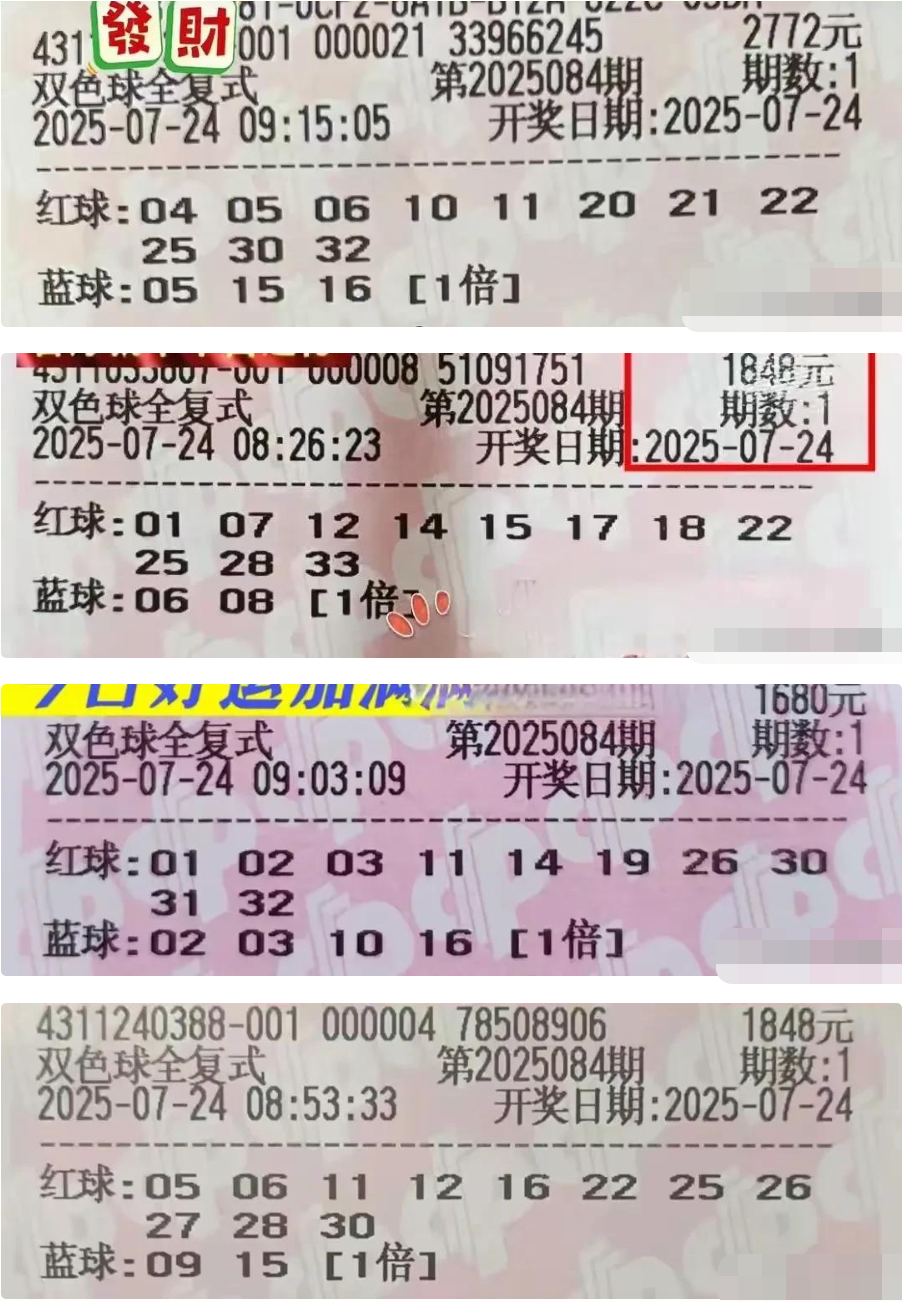 發財
001 000021 33966245 2772元
双色球全复式 第2025084期 期数:1
2025-07-24 09:15:05 开奖日期:2025-07-24
红球:04 05 06 10 11 20 21 22
25 30 32
蓝球:05 15 16 [1倍]
000008 51091751 1848元
双色球全复式 第2025084期 期数:1
2025-07-24 08:26:23 开奖日期:2025-07-24
红球:01 07 12 14 15 17 18 22
25 28 33
蓝球:06 08 [1倍]
1680元
双色球全复式 第2025084期 期数:1
2025-07-24 09:03:09 开奖日期:2025-07-24
红球:01 02 03 11 14 19 26 30
31 32
蓝球:02 03 10 16 [1倍]
4311240388-001 000004 78508906 1848元
双色球全复式 第2025084期 期数:1
2025-07-24 08:53:33 开奖日期:2025-07-24
红球:05 06 11 12 16 22 25 26
27 28 30
蓝球:09 15 [1倍]